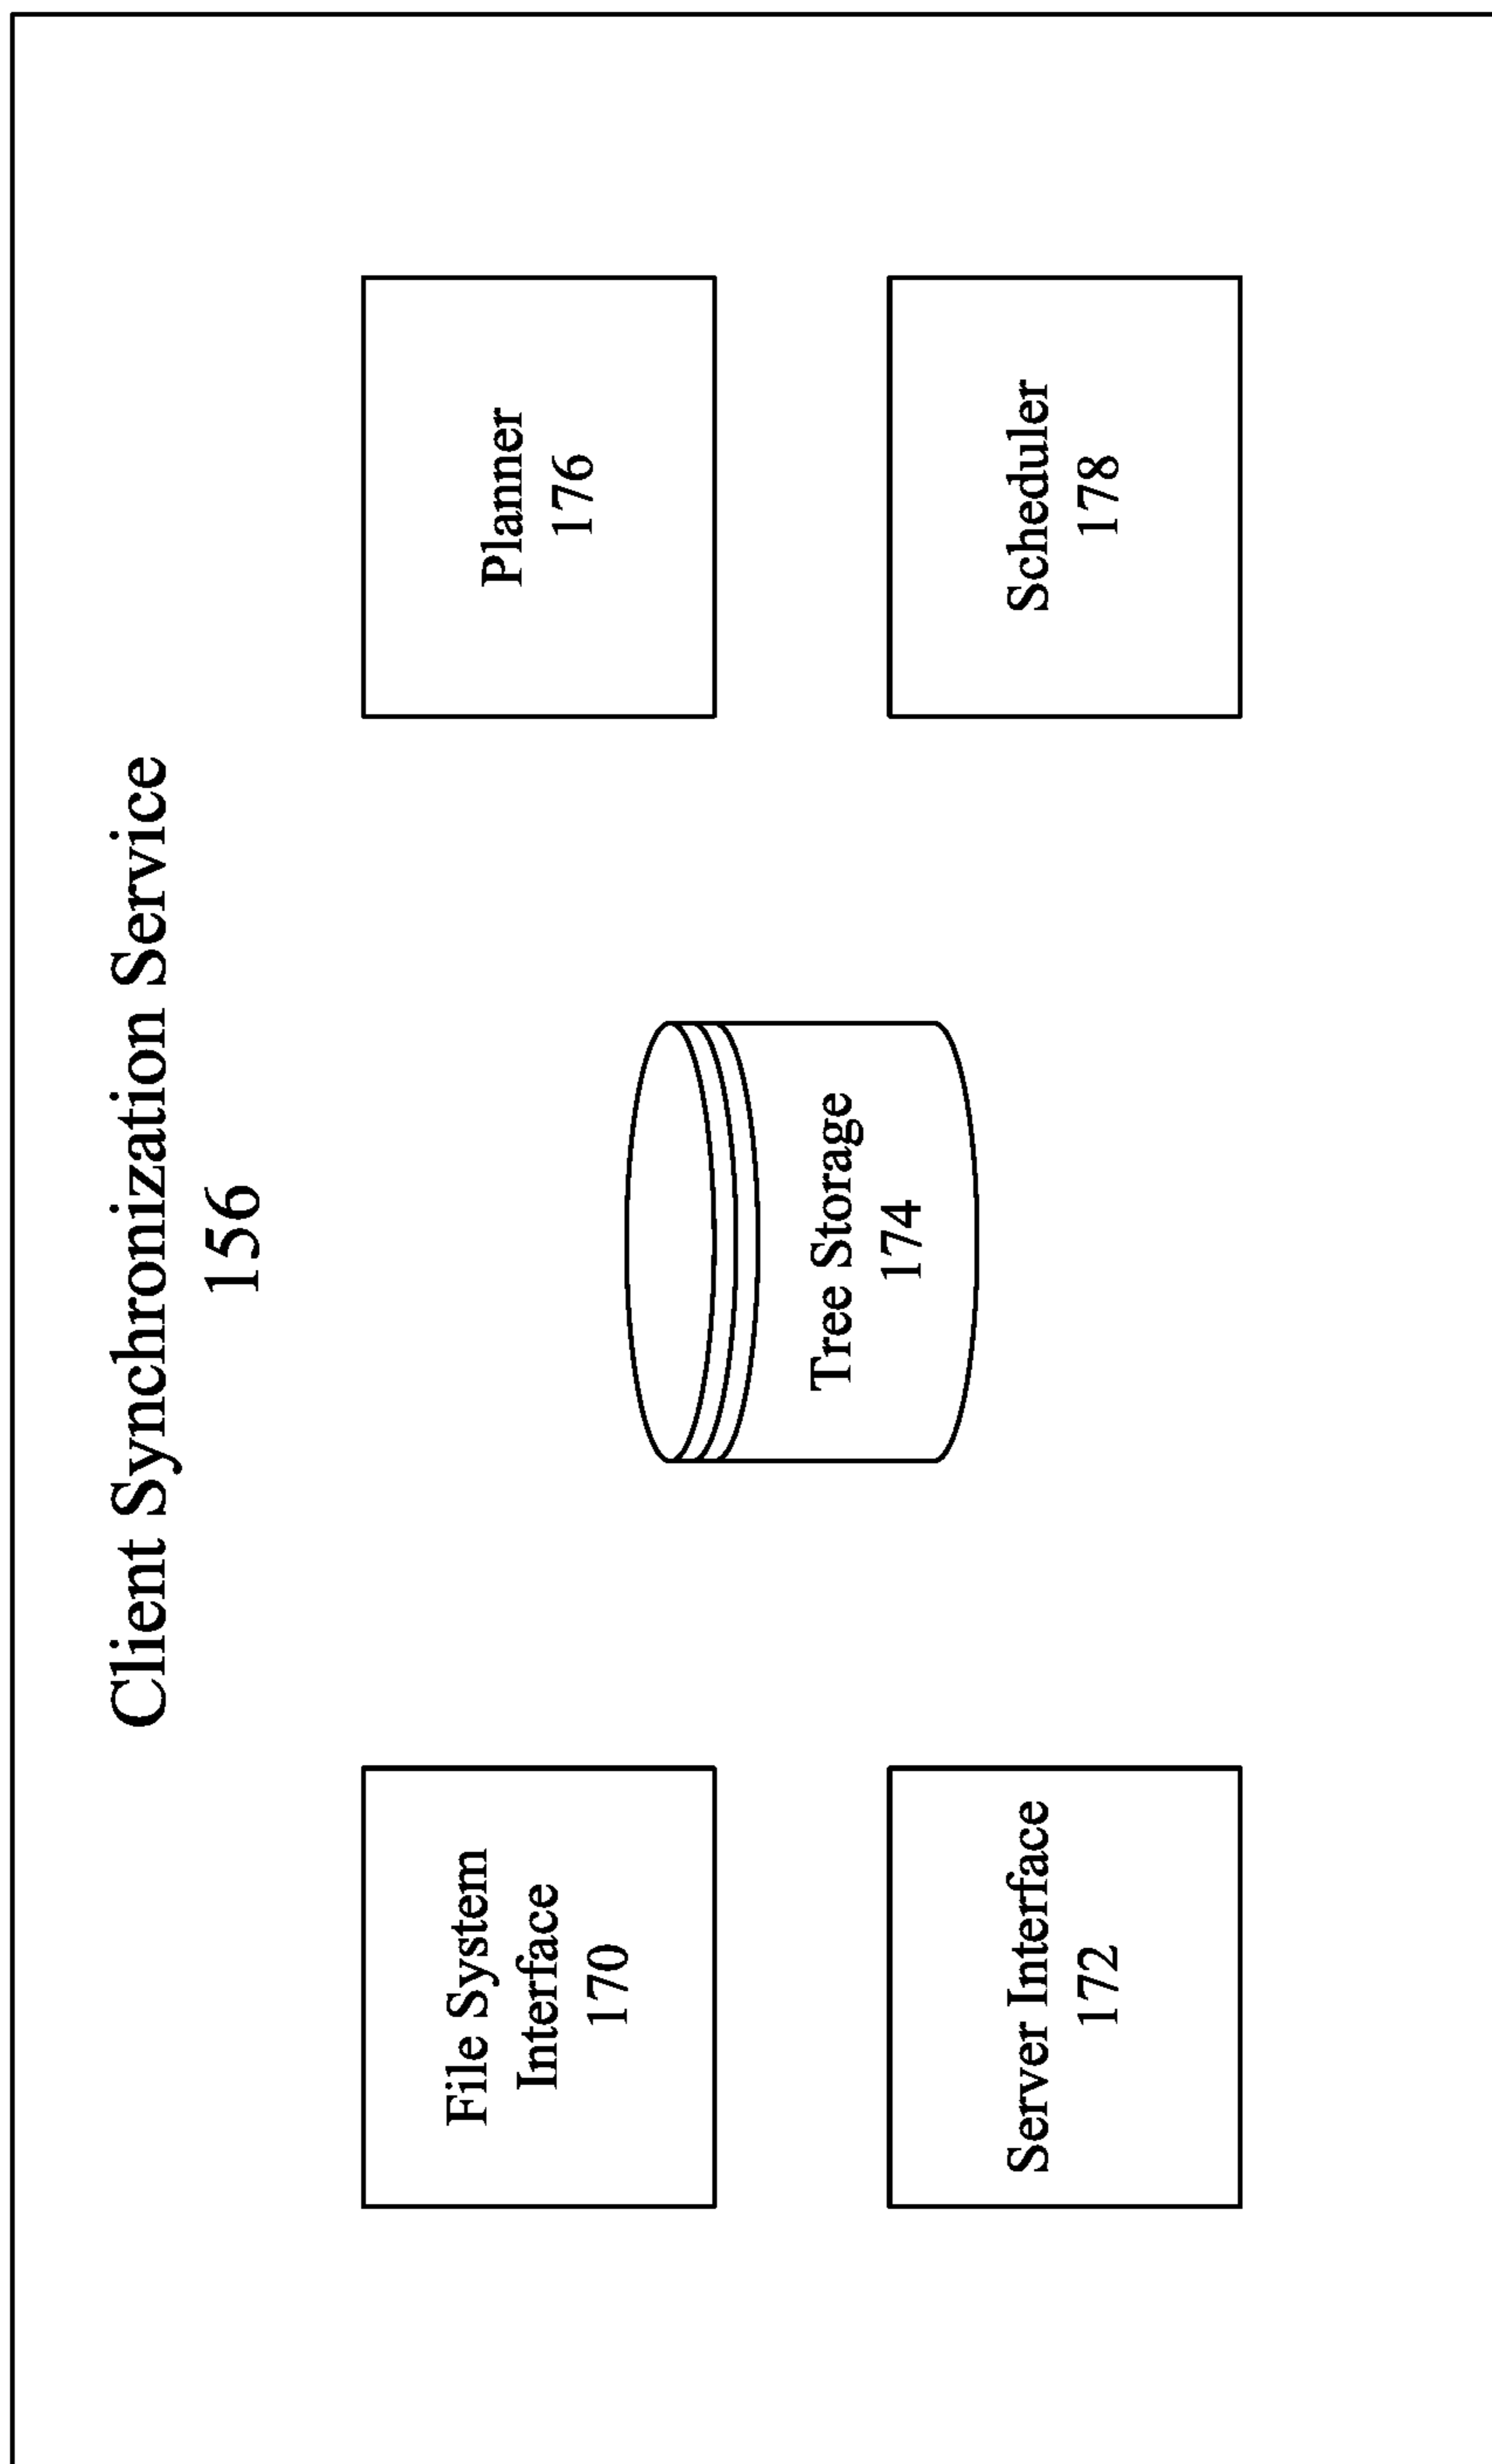 Client Synchronization Service
156
File System
Interface
170
Server Interface
172
Tree Storage
174
Planner
176
Scheduler
178